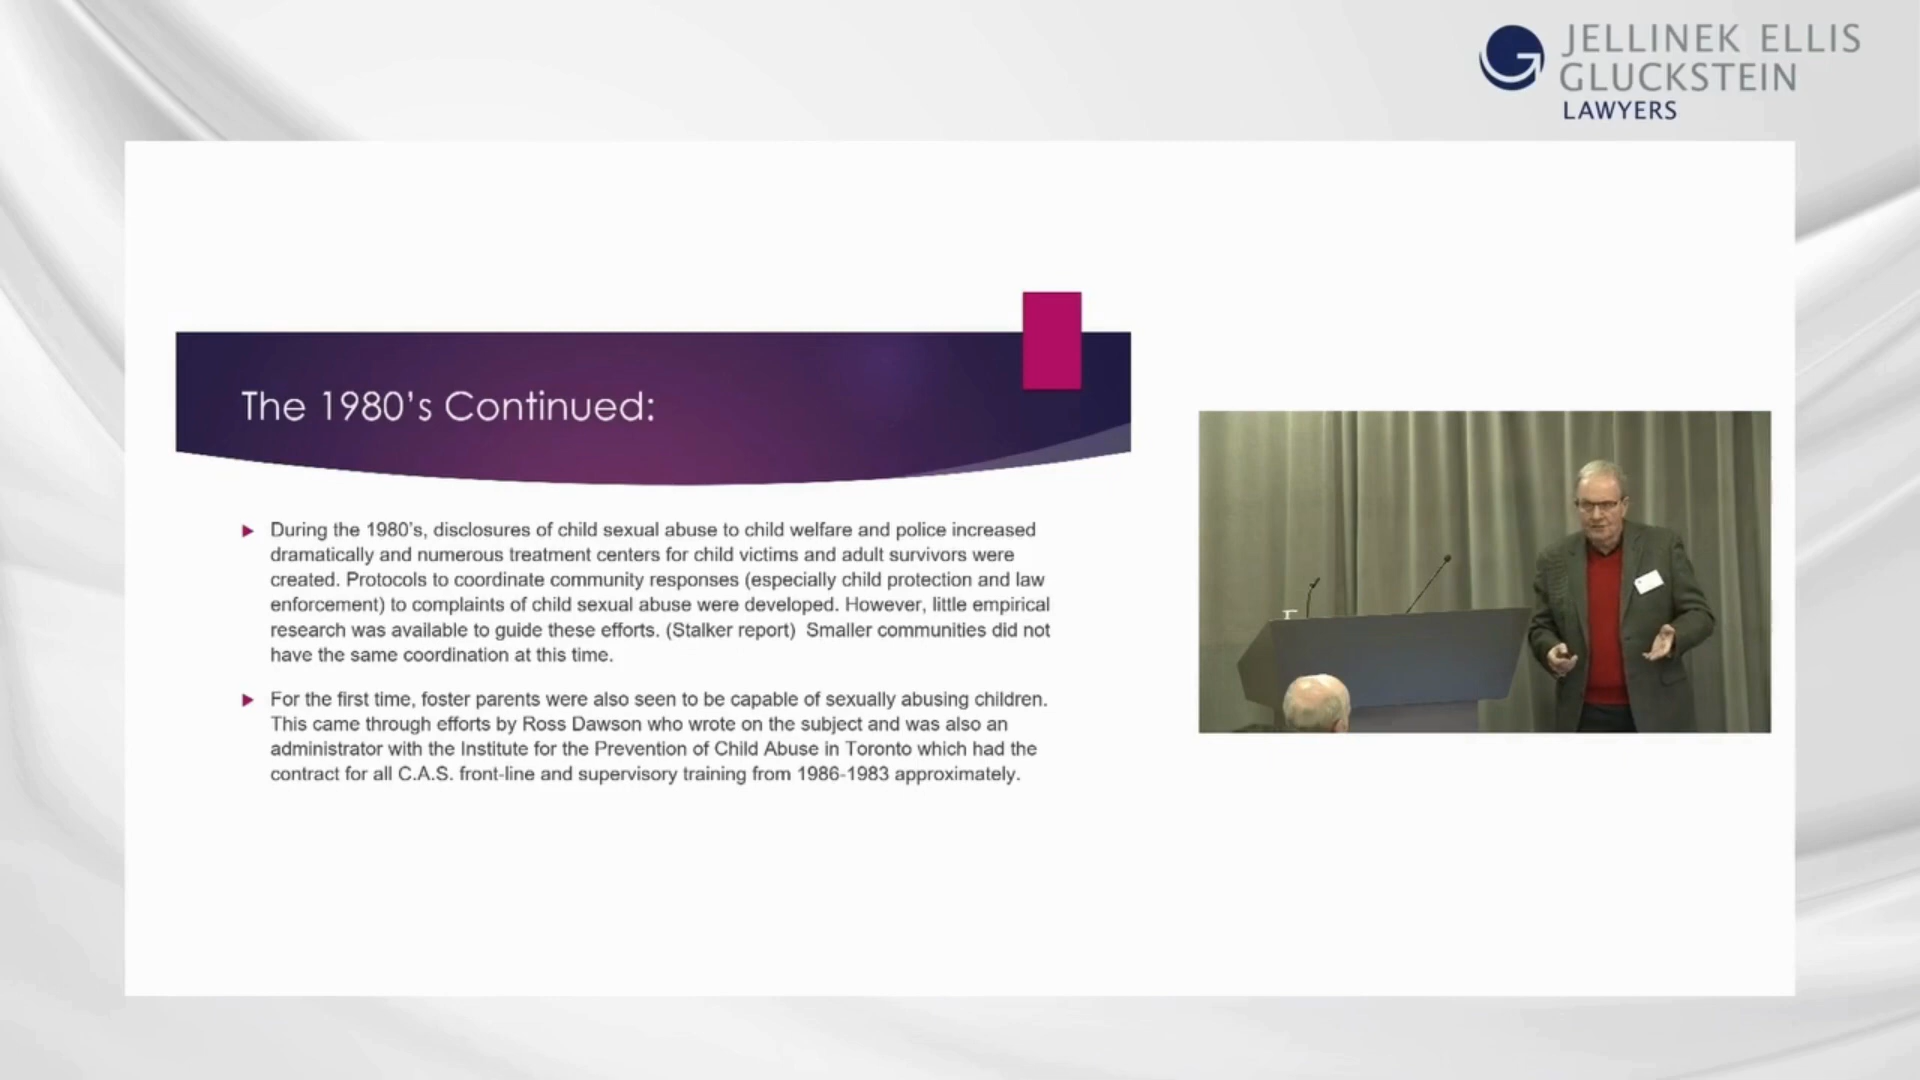 JELLINEK ELLIS
GLUCKSTEIN
LAWYERS
The 1980's Continued:
During the 1980's, disclosures of child sexual abuse to child welfare and police increased
dramatically and numerous treatment centers for child victims and adult survivors were
created. Protocols to coordinate community responses (especially child protection and law
enforcement) to complaints of child sexual abuse were developed. However, little empirical
research was available to guide these efforts. (Stalker report)  Smaller communities did not
have the same coordination at this time.
For the first time, foster parents were also seen to be capable of sexually abusing children.
This came through efforts by Ross Dawson who wrote on the subject and was also an
administrator with the Institute for the Prevention of Child Abuse in Toronto which had the
contract for all C.A.S. front-line and supervisory training from 1986-1983 approximately.